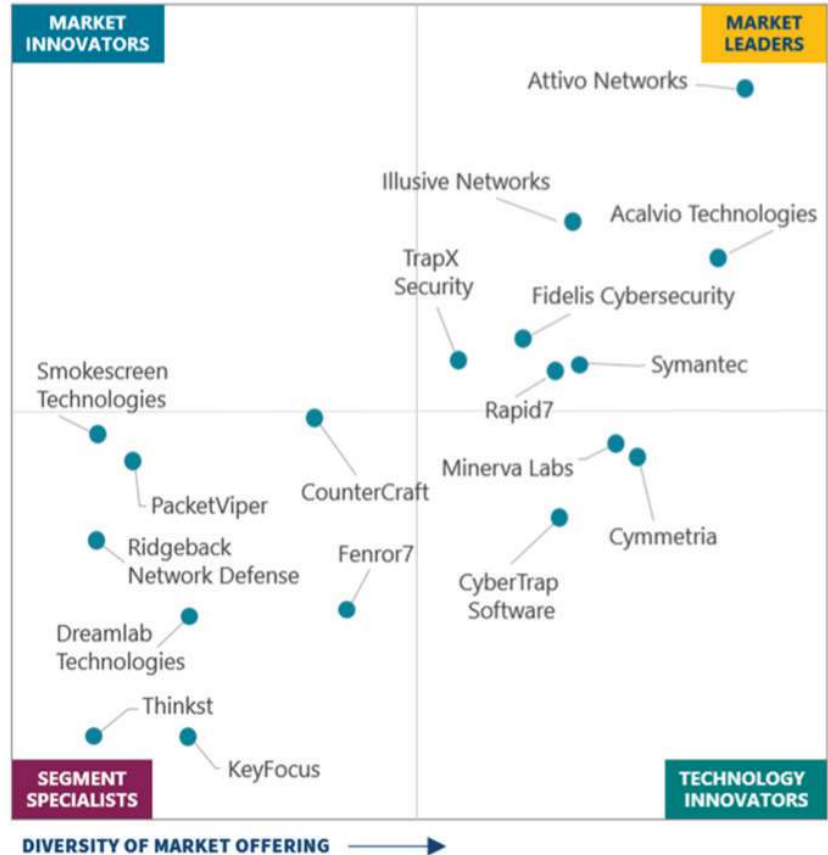 MARKET
INNOVATORS
MARKET
LEADERS
Attivo Networks
Illusive Networks
Acalvio Technologies
TrapX
Security
Fidelis Cybersecurity
Smokescreen
Technologies
Symantec
Rapid7
Minerva Labs
CounterCraft
PacketViper
Cymmetria
Ridgeback
Network Defense
Fenror7
CyberTrap
Software
Dreamlab
Technologies
Thinkst
KeyFocus
SEGMENT
SPECIALISTS
TECHNOLOGY
INNOVATORS
DIVERSITY OF MARKET OFFERING